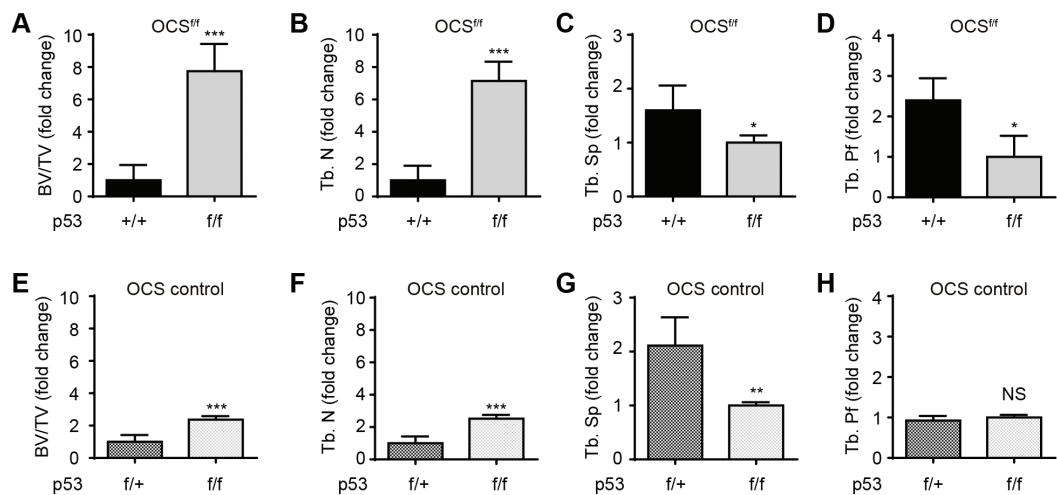 A
OCSf/f
BV/TV (fold change)
10
8
6
4
2
0
***
p53
+/+
f/f
B
OCSf/f
Tb. N (fold change)
10
8
6
4
2
0
***
+/+
f/f
C
OCSf/f
Tb. Sp (fold change)
3
2
1
0
*
p53
+/+
f/f
D
OCSf/f
Tb. Pf (fold change)
4
3
2
1
0
*
p53
+/+
f/f
E
OCS control
BV/TV (fold change)
10
8
6
4
2
0
***
p53
f/+
f/f
F
OCS control
Tb. N (fold change)
10
8
6
4
2
0
***
p53
f/+
f/f
G
OCS control
Tb. Sp (fold change)
3
2
1
0
**
p53
f/+
f/f
H
OCS control
Tb. Pf (fold change)
4
3
2
1
0
NS
p53
f/+
f/f